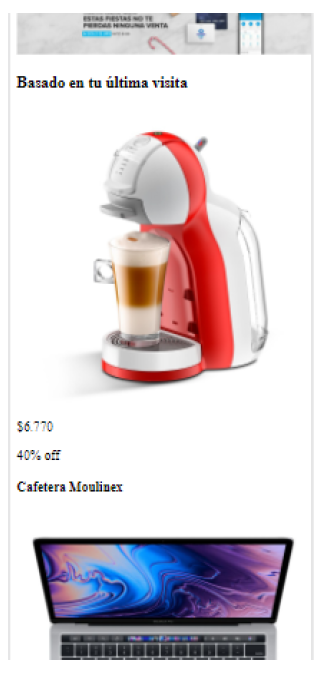 ESTAS FIESTAS NO TE
PIERDAS NINGUNA VENTA
Basado en tu última visita
$6.770
40% off
Cafetera Moulinex